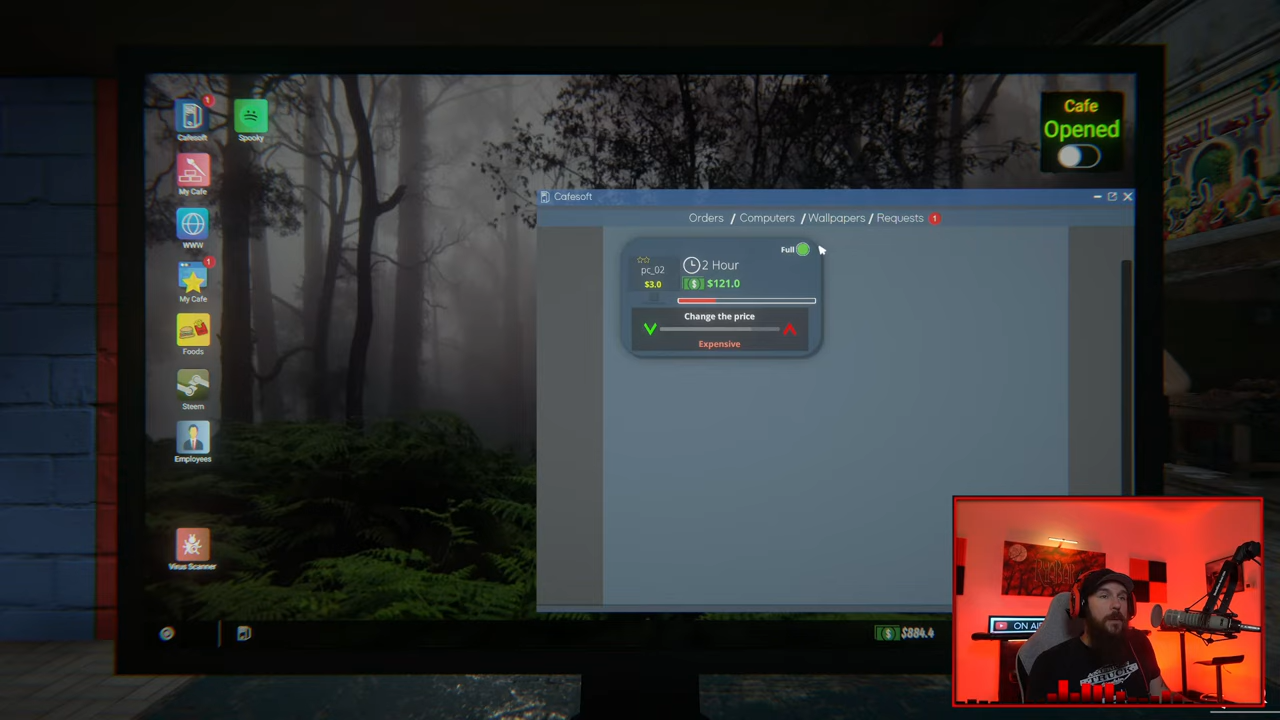 Cafe
Opened
Cafesoft
Spooky
My Cafe
WWW
My Cafe
Foods
Steem
Employees
Virus Scanner
Cafesoft
Orders / Computers / Wallpapers / Requests 1
Full
pc_02
$3.0
2 Hour
$121.0
Change the price
Expensive
$884.4
ON AI